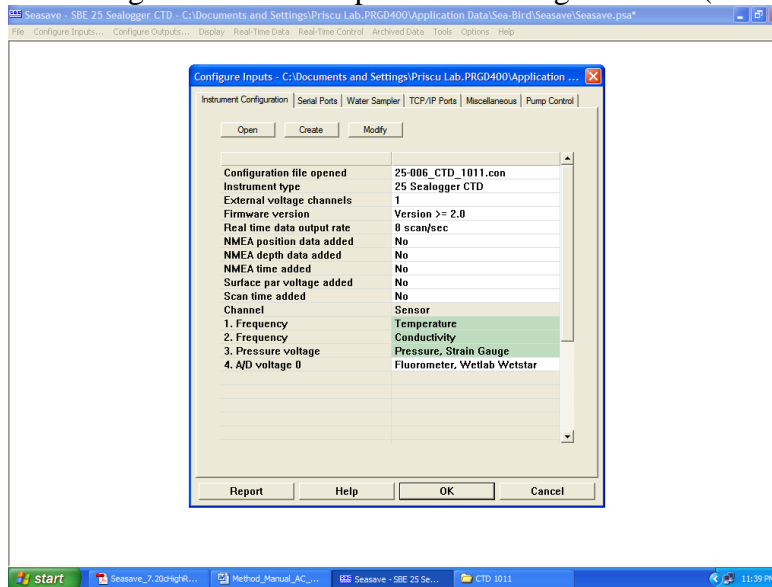 Seasave - SBE 25 Sealogger CTD - C:\Documents and Settings\Priscu Lab.PRGD400\Application Data\Sea-Bird\Seasave\Seasave.psa*
File Configure Inputs... Configure Outputs... Display Real-Time Data Real-Time Control Archived Data Tools Options Help
Configure Inputs - C:\Documents and Settings\Priscu Lab.PRGD400\Application ...
Instrument Configuration Serial Ports Water Sampler TCP/IP Ports Miscellaneous Pump Control
Open Create Modify
Configuration file opened 25-006_CTD_1011.con
Instrument type 25 Sealogger CTD
External voltage channels 1
Firmware version Version >= 2.0
Real time data output rate 8 scan/sec
NMEA position data added No
NMEA depth data added No
NMEA time added No
Surface par voltage added No
Scan time added No
Channel Sensor
1. Frequency Temperature
2. Frequency Conductivity
3. Pressure voltage Pressure, Strain Gauge
4. A/D voltage 0 Fluorometer, Wetlab Wetstar
Report Help OK Cancel
start Seasave_7.20cHighR... Method_Manual_AC_... Seasave - SBE 25 Se... CTD 1011 11:39 PM